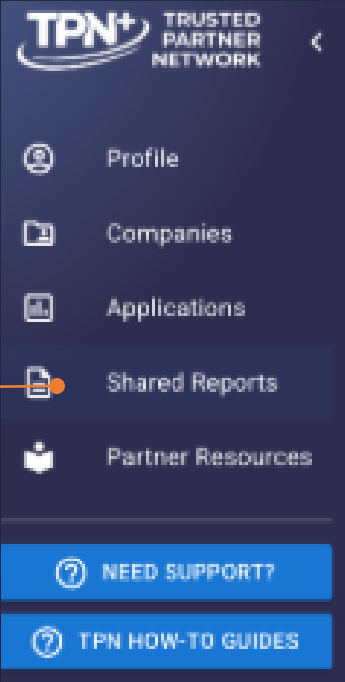 TPN+ TRUSTED
PARTNER
NETWORK
Profile
Companies
Applications
Shared Reports
Partner Resources
NEED SUPPORT?
TPN HOW-TO GUIDES